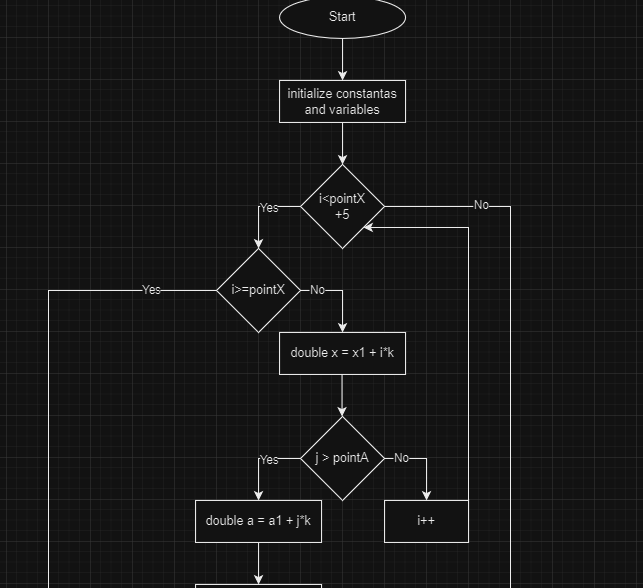 Start
initialize constantas
and variables
i<pointX
+5
Yes
No
i>=pointX
Yes
No
double x = x1 + i*k
j > pointA
Yes
No
double a = a1 + j*k
i++